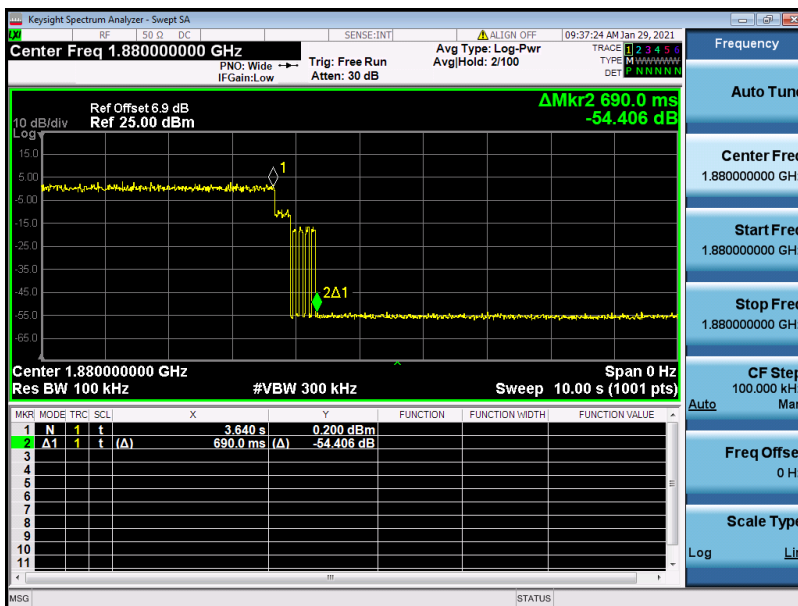 Keysight Spectrum Analyzer - Swept SA
LXI
RF 50 Ω DC SENSE:INT ALIGN OFF 09:37:24 AM Jan 29, 2021
Center Freq 1.880000000 GHz
PNO: Wide Trig: Free Run
IFGain:Low Atten: 30 dB
Avg Type: Log-Pwr
Avg|Hold: 2/100
TRACE 1 2 3 4 5 6
TYPE M W W W W W
DET P N N N N N
Ref Offset 6.9 dB
10 dB/div Ref 25.00 dBm
Log
ΔMkr2 690.0 ms
-54.406 dB
15.0
5.00
-5.00
-15.0
-25.0
-35.0
-45.0
-55.0
-65.0
1
2Δ1
Center 1.880000000 GHz Span 0 Hz
Res BW 100 kHz #VBW 300 kHz Sweep 10.00 s (1001 pts)
MKR MODE TRC SCL X Y FUNCTION FUNCTION WIDTH FUNCTION VALUE
1 N 1 t 3.640 s 0.200 dBm
2 Δ1 1 t (Δ) 690.0 ms (Δ) -54.406 dB
3
4
5
6
7
8
9
10
11
MSG STATUS
Frequency
Auto Tune
Center Freq
1.880000000 GHz
Start Freq
1.880000000 GHz
Stop Freq
1.880000000 GHz
CF Step
100.000 kHz
Auto Man
Freq Offset
0 Hz
Scale Type
Log Lin